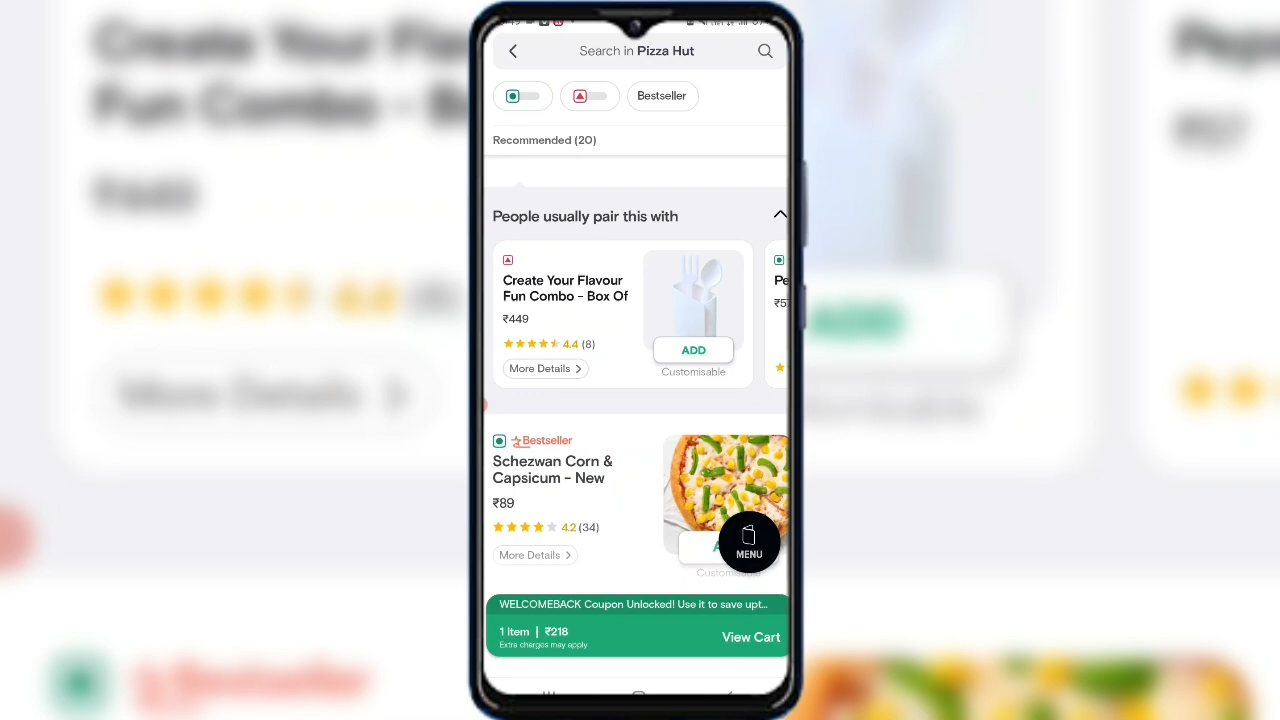 Search in Pizza Hut
Bestseller
Recommended (20)
People usually pair this with
Create Your Flavour
Fun Combo - Box Of
₹449
4.4 (8)
More Details
ADD
Customisable
Bestseller
Schezwan Corn &
Capsicum - New
₹89
4.2 (34)
More Details
MENU
WELCOMEBACK Coupon Unlocked! Use it to save upt...
1 Item | ₹218
View Cart
Extra charges may apply